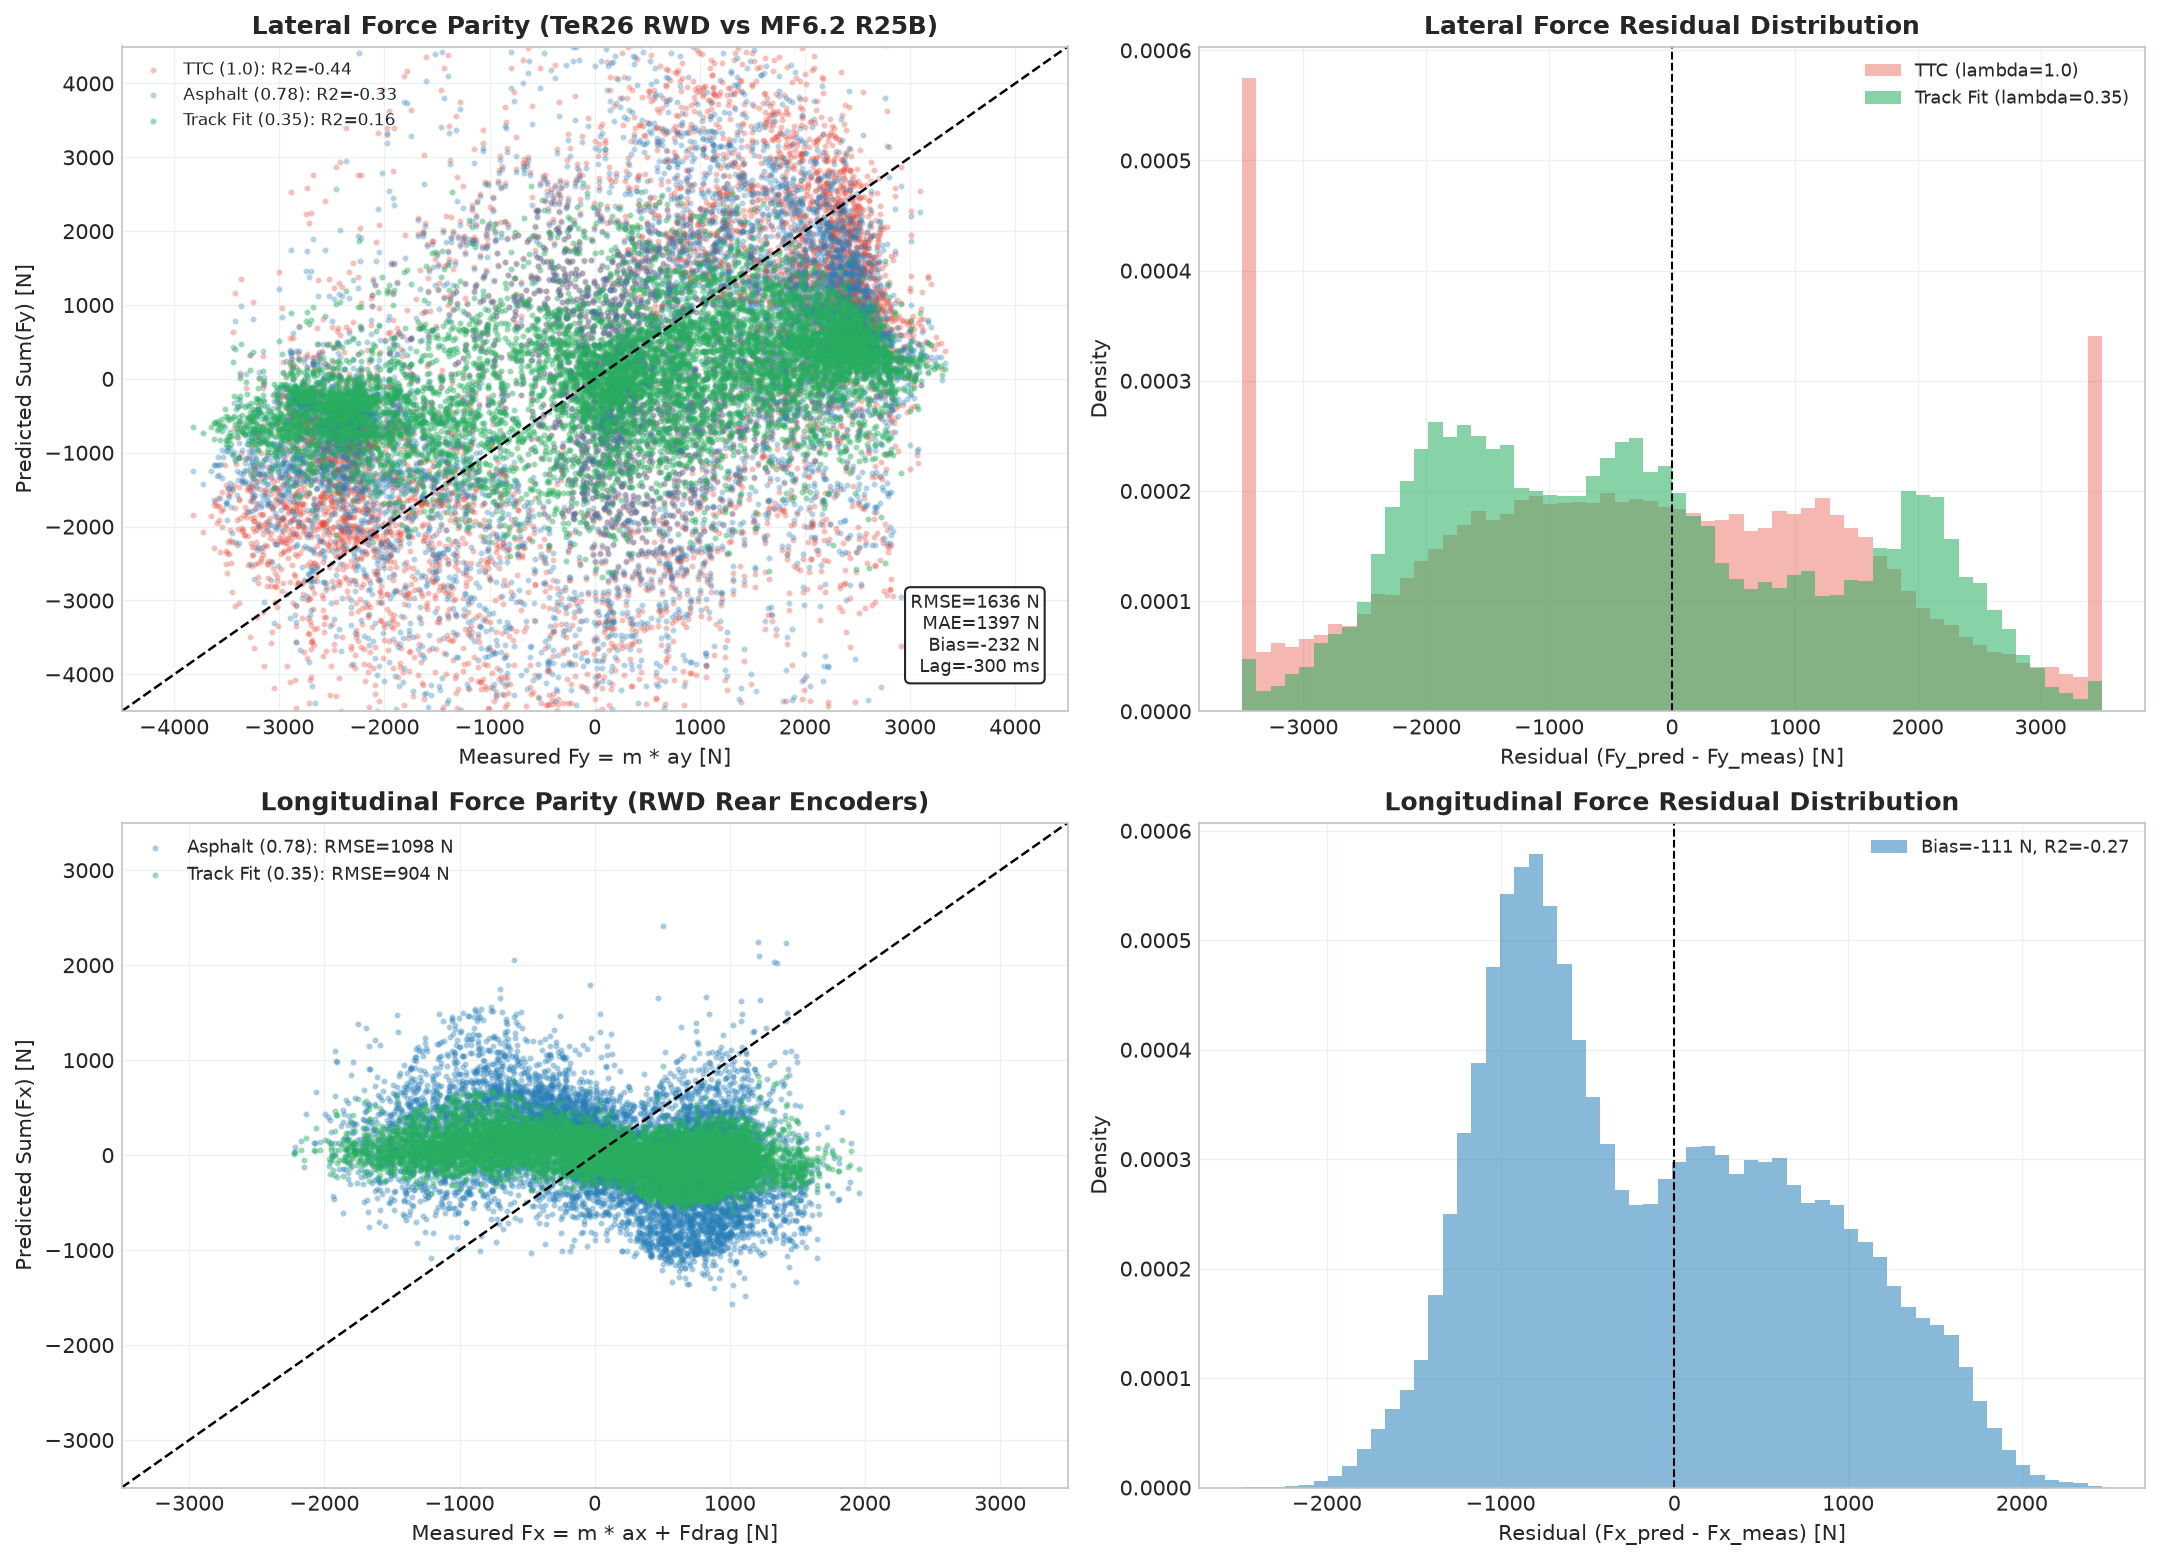 Lateral Force Parity (TeR26 RWD vs MF6.2 R25B)
TTC (1.0): R2=-0.44
Asphalt (0.78): R2=-0.33
Track Fit (0.35): R2=0.16
4000
3000
2000
1000
0
−1000
−2000
−3000
−4000
Predicted Sum(Fy) [N]
RMSE=1636 N
MAE=1397 N
Bias=-232 N
Lag=-300 ms
−4000 −3000 −2000 −1000 0 1000 2000 3000 4000
Measured Fy = m * ay [N]
Lateral Force Residual Distribution
TTC (lambda=1.0)
Track Fit (lambda=0.35)
0.0006
0.0005
0.0004
0.0003
0.0002
0.0001
0.0000
Density
−3000 −2000 −1000 0 1000 2000 3000
Residual (Fy_pred - Fy_meas) [N]
Longitudinal Force Parity (RWD Rear Encoders)
Asphalt (0.78): RMSE=1098 N
Track Fit (0.35): RMSE=904 N
3000
2000
1000
0
−1000
−2000
−3000
Predicted Sum(Fx) [N]
−3000 −2000 −1000 0 1000 2000 3000
Measured Fx = m * ax + Fdrag [N]
Longitudinal Force Residual Distribution
Bias=-111 N, R2=-0.27
0.0006
0.0005
0.0004
0.0003
0.0002
0.0001
0.0000
Density
−2000 −1000 0 1000 2000
Residual (Fx_pred - Fx_meas) [N]